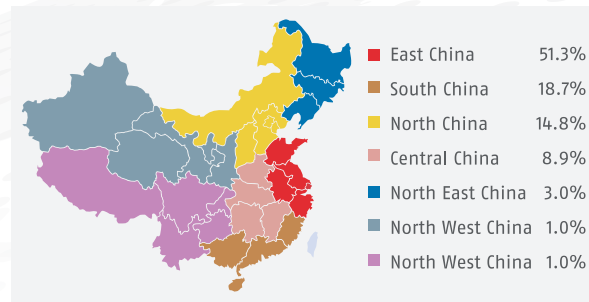 East China 51.3%
South China 18.7%
North China 14.8%
Central China 8.9%
North East China 3.0%
North West China 1.0%
North West China 1.0%